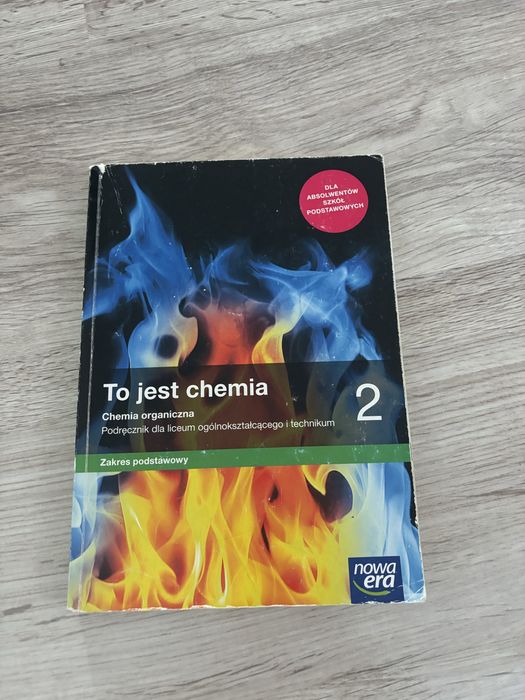 DLA
ABSOLWENTÓW
SZKÓŁ
PODSTAWOWYCH
To jest chemia
2
Chemia organiczna
Podręcznik dla liceum ogólnokształcącego i technikum
Zakres podstawowy
nowa
era